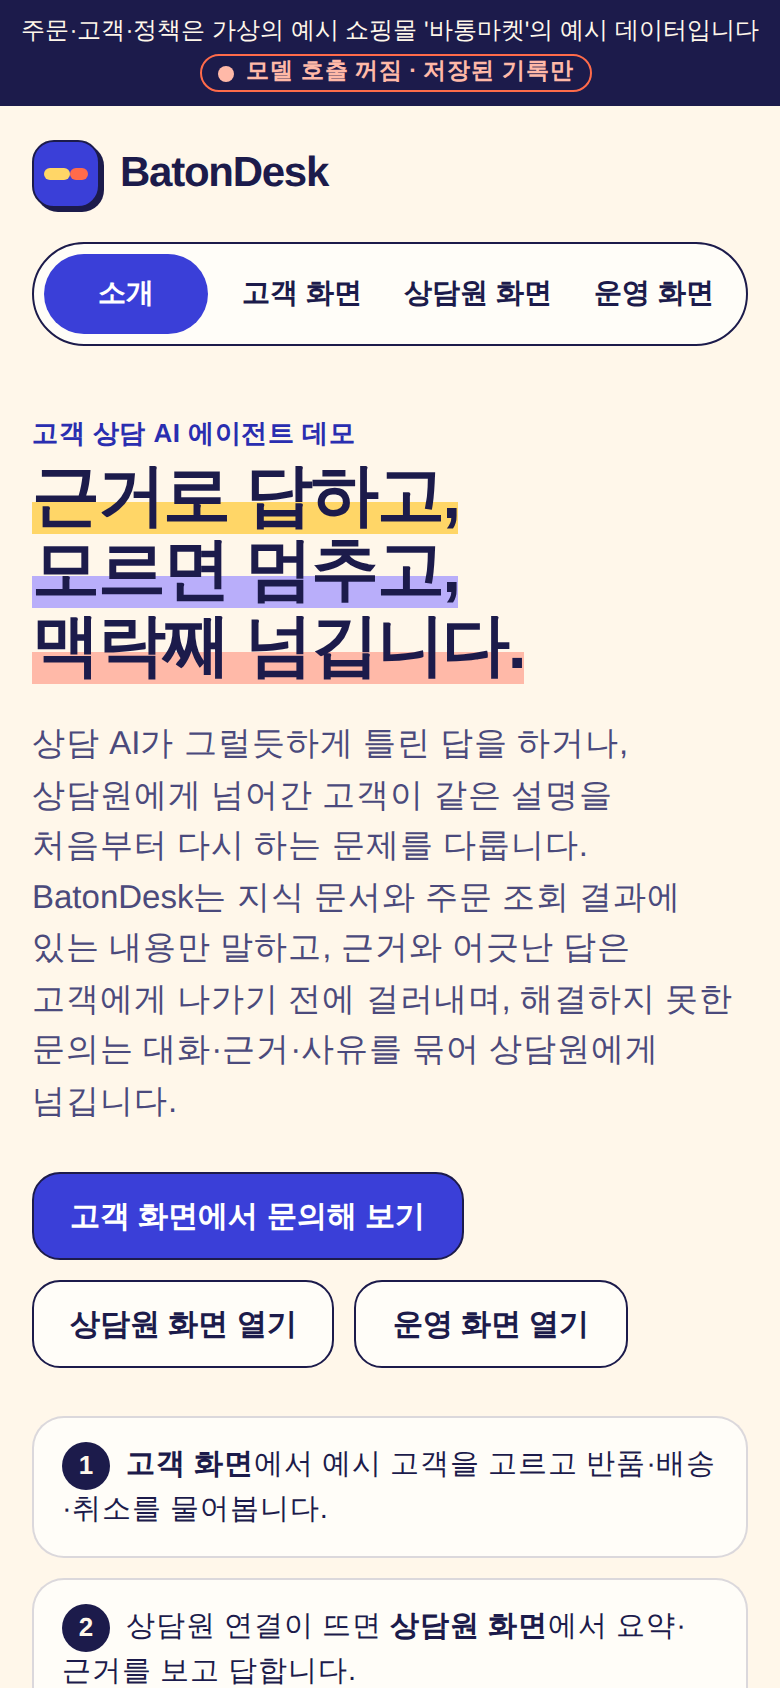 주문·고객·정책은 가상의 예시 쇼핑몰 '바통마켓'의 예시 데이터입니다
모델 호출 꺼짐 · 저장된 기록만
BatonDesk
소개 고객 화면 상담원 화면 운영 화면
고객 상담 AI 에이전트 데모
근거로 답하고,
모르면 멈추고,
맥락째 넘깁니다.
상담 AI가 그럴듯하게 틀린 답을 하거나,
상담원에게 넘어간 고객이 같은 설명을
처음부터 다시 하는 문제를 다룹니다.
BatonDesk는 지식 문서와 주문 조회 결과에
있는 내용만 말하고, 근거와 어긋난 답은
고객에게 나가기 전에 걸러내며, 해결하지 못한
문의는 대화·근거·사유를 묶어 상담원에게
넘깁니다.
고객 화면에서 문의해 보기
상담원 화면 열기 운영 화면 열기
1 고객 화면에서 예시 고객을 고르고 반품·배송
·취소를 물어봅니다.
2 상담원 연결이 뜨면 상담원 화면에서 요약·
근거를 보고 답합니다.